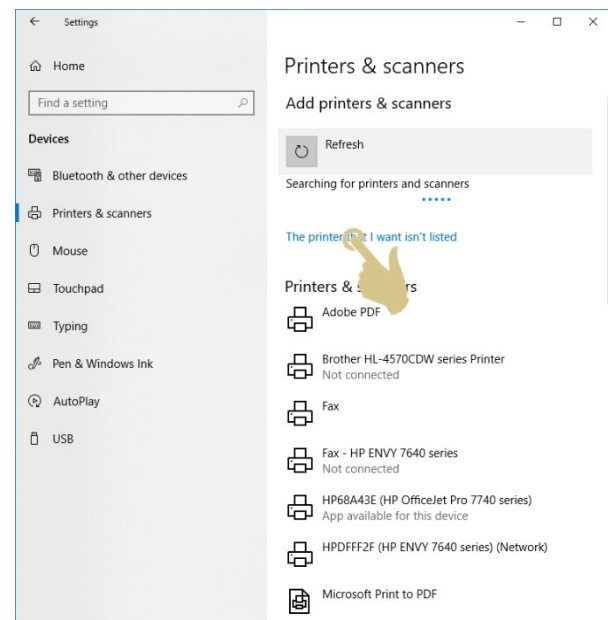 Settings
Home
Find a setting
Devices
Bluetooth & other devices
Printers & scanners
Mouse
Touchpad
Typing
Pen & Windows Ink
AutoPlay
USB
Printers & scanners
Add printers & scanners
Refresh
Searching for printers and scanners
The printer that I want isn't listed
Printers &
Adobe PDF
Brother HL-4570CDW series Printer
Not connected
Fax
Fax - HP ENVY 7640 series
Not connected
HP68A43E (HP OfficeJet Pro 7740 series)
App available for this device
HPDFFF2F (HP ENVY 7640 series) (Network)
Microsoft Print to PDF